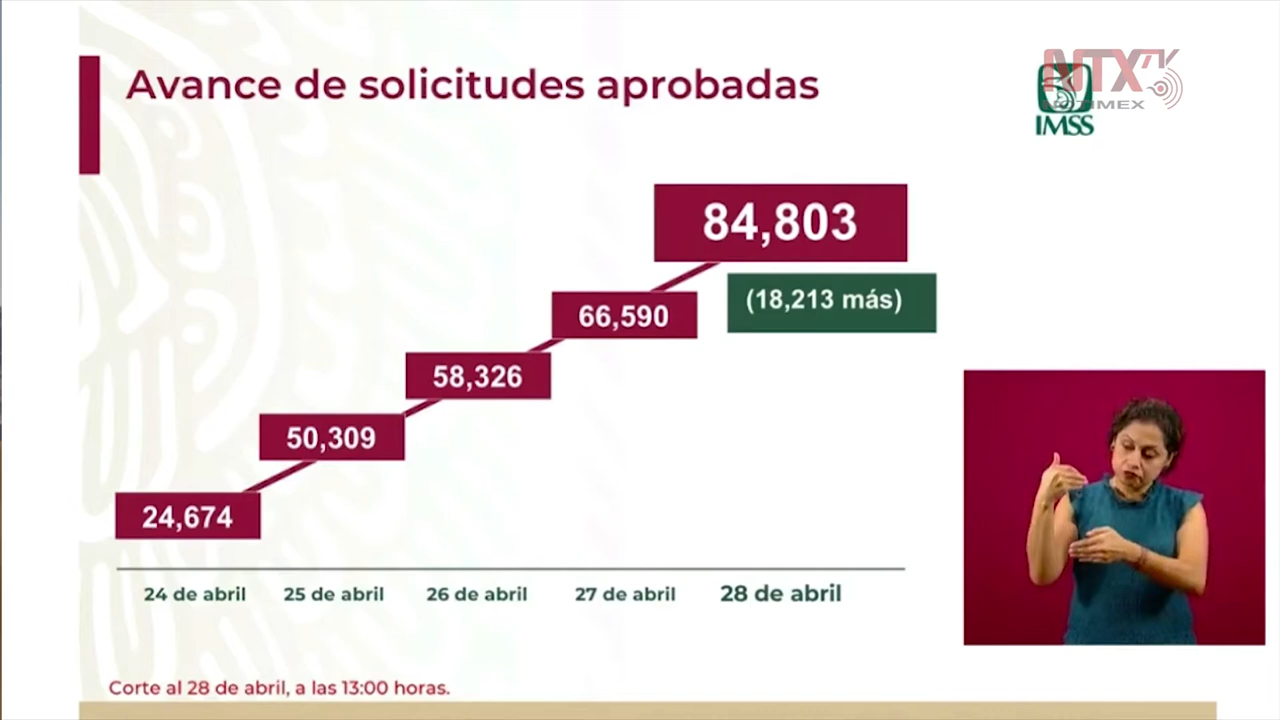 Avance de solicitudes aprobadas
NTX
NOTIMEX
IMSS
84,803
(18,213 más)
66,590
58,326
50,309
24,674
24 de abril
25 de abril
26 de abril
27 de abril
28 de abril
Corte al 28 de abril, a las 13:00 horas.